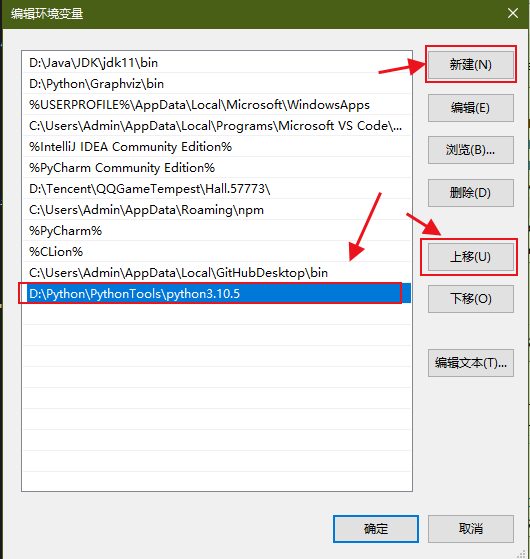 编辑环境变量
D:\Java\JDK\jdk11\bin
D:\Python\Graphviz\bin
%USERPROFILE%\AppData\Local\Microsoft\WindowsApps
C:\Users\Admin\AppData\Local\Programs\Microsoft VS Code\...
%IntelliJ IDEA Community Edition%
%PyCharm Community Edition%
D:\Tencent\QQGameTempest\Hall.57773\
C:\Users\Admin\AppData\Roaming\npm
%PyCharm%
%CLion%
C:\Users\Admin\AppData\Local\GitHubDesktop\bin
D:\Python\PythonTools\python3.10.5
新建(N)
编辑(E)
浏览(B)...
删除(D)
上移(U)
下移(O)
编辑文本(T)...
确定
取消